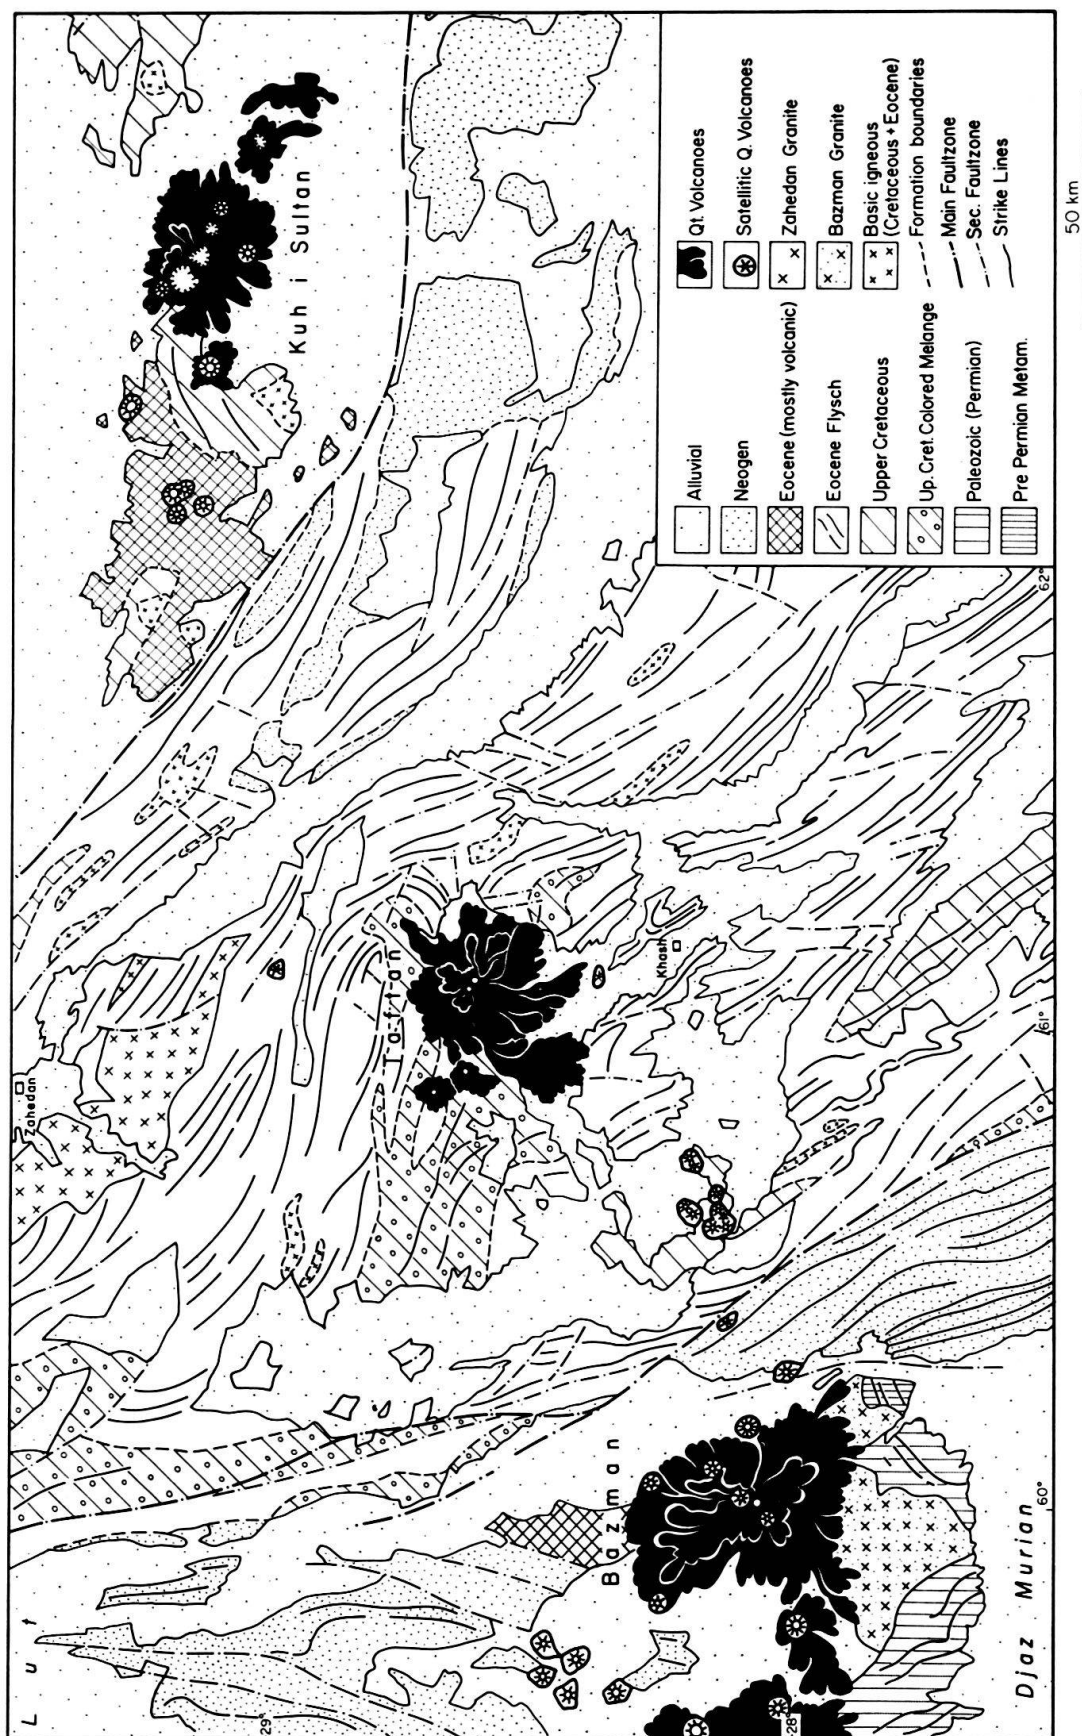 Lut
Zahedan
Kuh i Sultan
Taftan
Khash
Bazman
Djaz Murian
29°
28°
60°
61°
62°
Alluvial
Neogen
Eocene (mostly volcanic)
Eocene Flysch
Upper Cretaceous
Up. Cret. Colored Melange
Paleozoic (Permian)
Pre Permian Metam.
Qt. Volcanoes
Satellitic Q. Volcanoes
Zahedan Granite
Bazman Granite
Basic igneous
(Cretaceous + Eocene)
Formation boundaries
Main Faultzone
Sec. Faultzone
Strike Lines
50 km